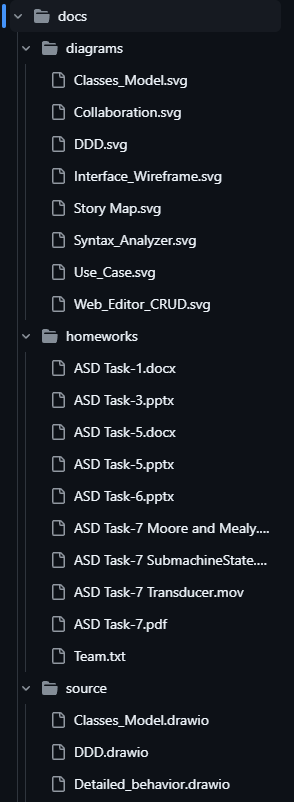 docs
diagrams
Classes_Model.svg
Collaboration.svg
DDD.svg
Interface_Wireframe.svg
Story Map.svg
Syntax_Analyzer.svg
Use_Case.svg
Web_Editor_CRUD.svg
homeworks
ASD Task-1.docx
ASD Task-3.pptx
ASD Task-5.docx
ASD Task-5.pptx
ASD Task-6.pptx
ASD Task-7 Moore and Mealy....
ASD Task-7 SubmachineState....
ASD Task-7 Transducer.mov
ASD Task-7.pdf
Team.txt
source
Classes_Model.drawio
DDD.drawio
Detailed_behavior.drawio